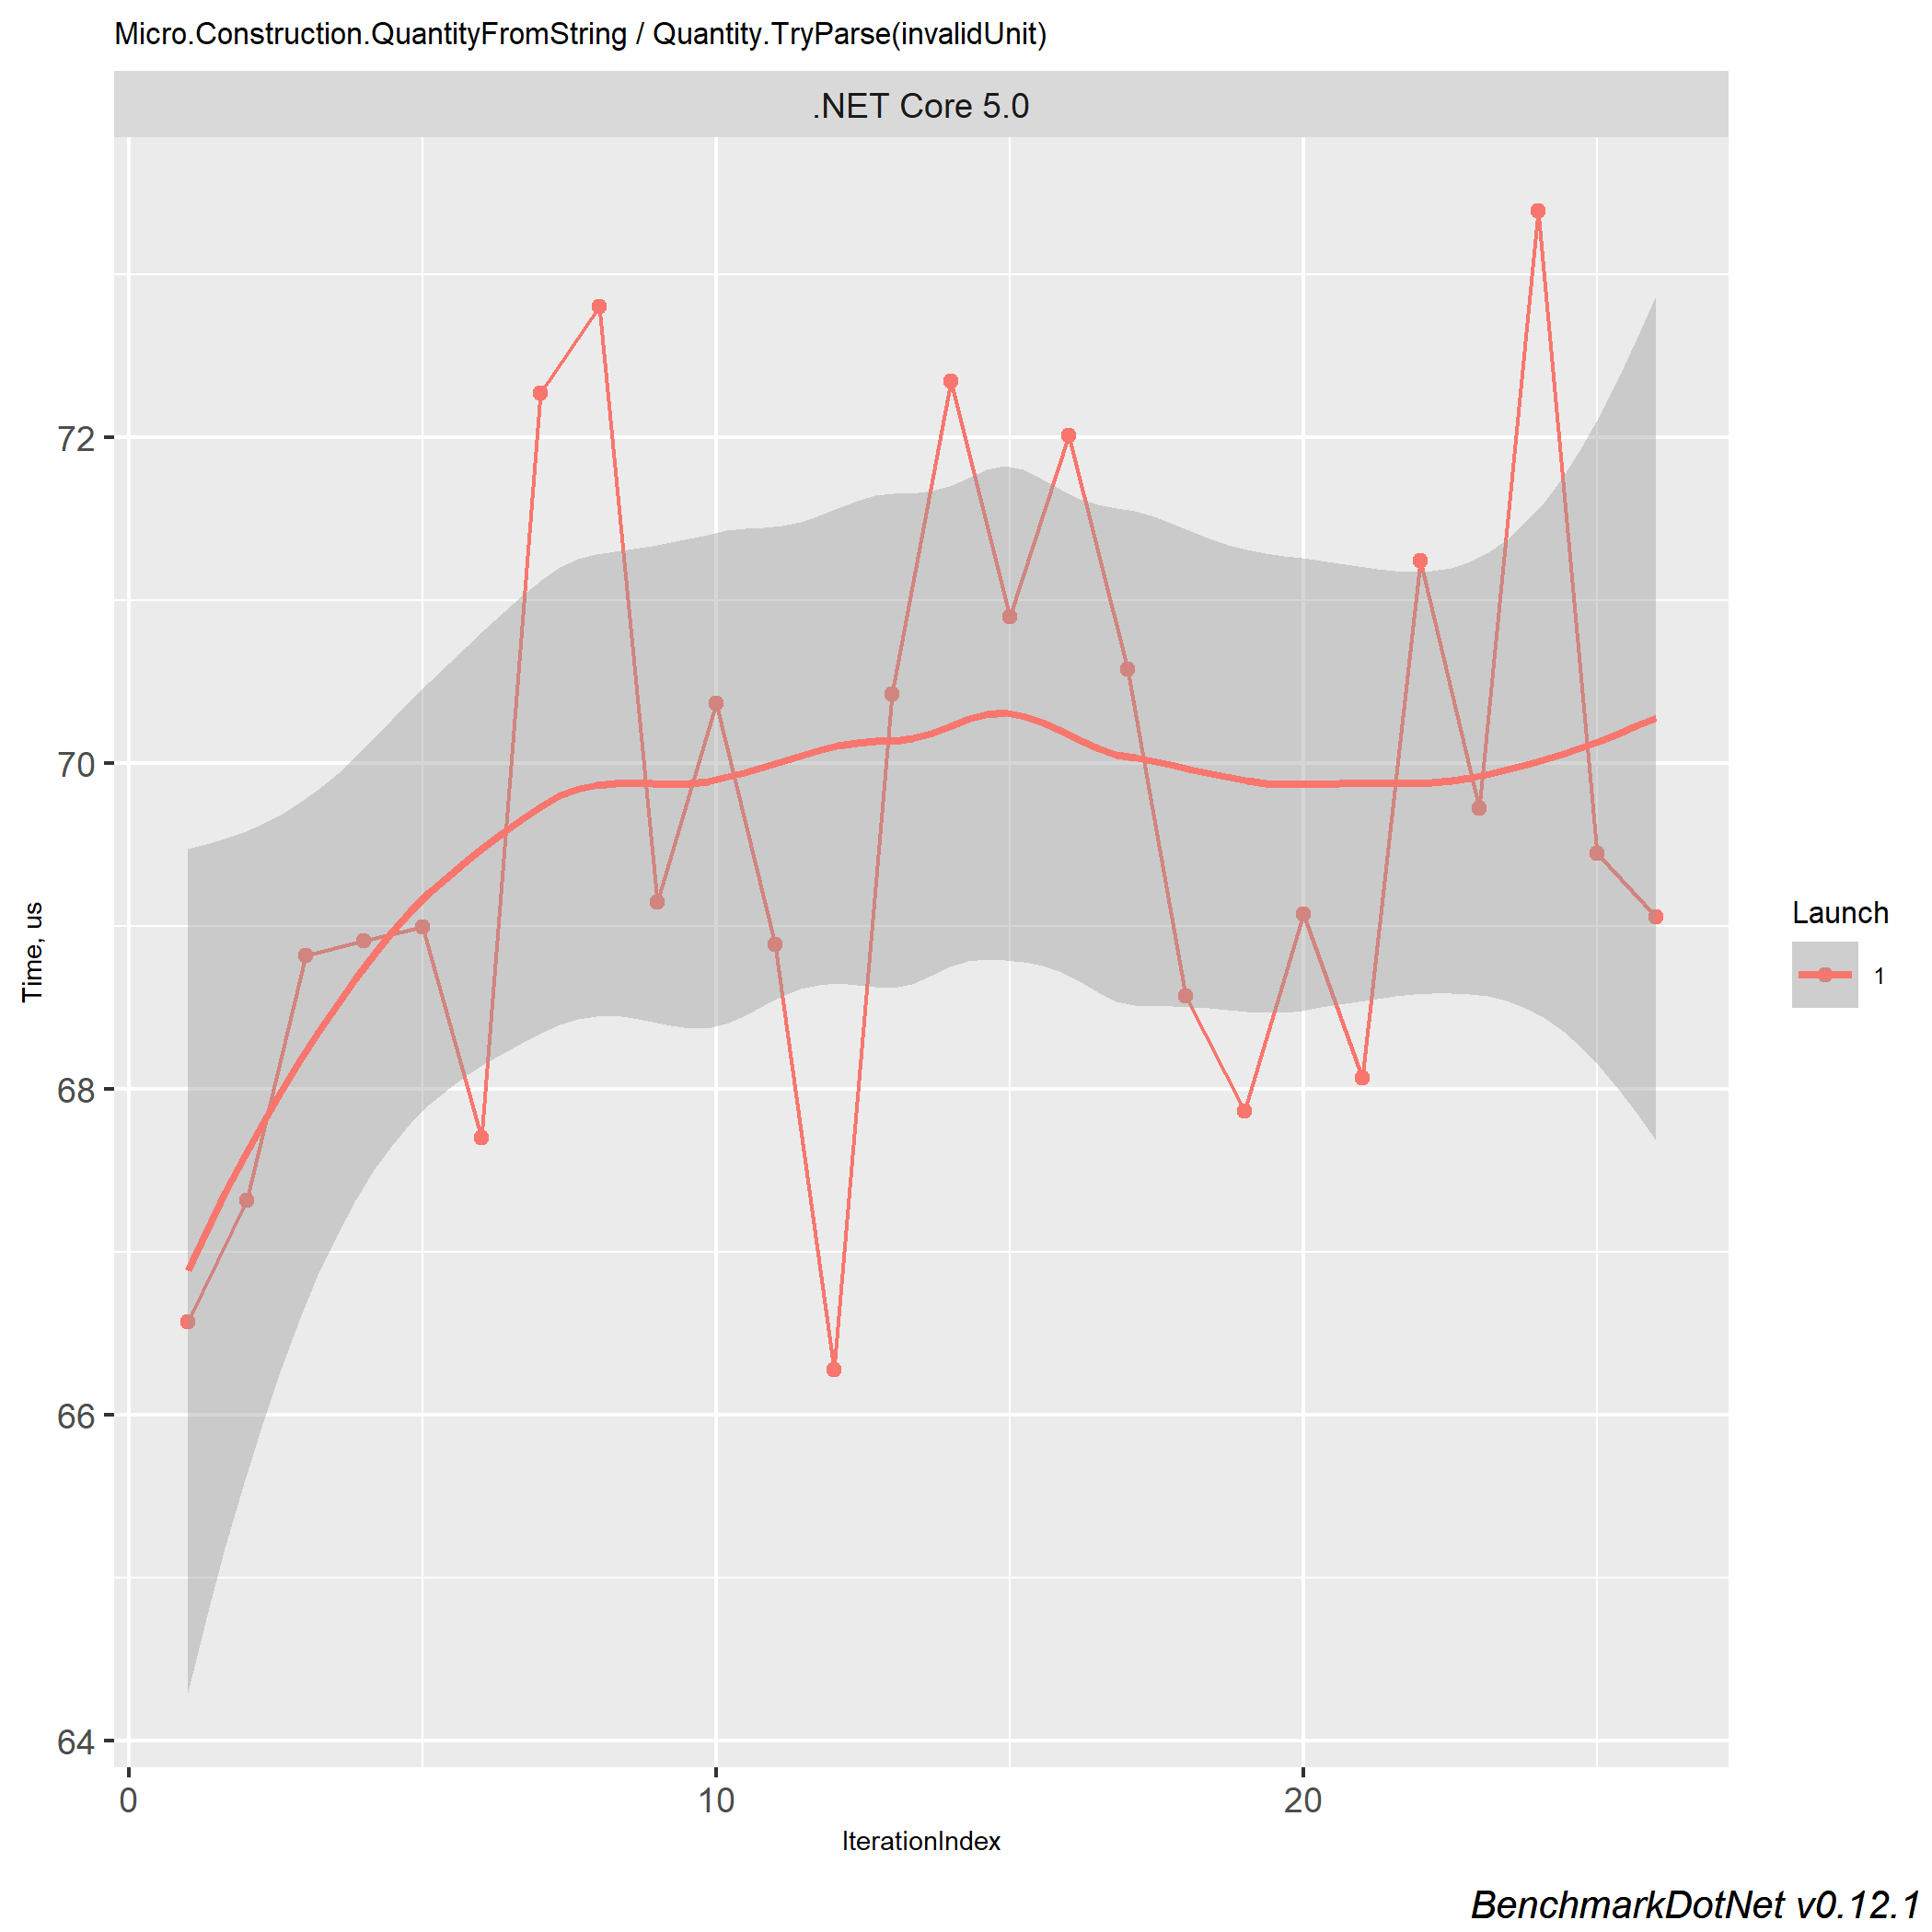 Micro.Construction.QuantityFromString / Quantity.TryParse(invalidUnit)
.NET Core 5.0
72
70
68
66
64
Time, us
0 10 20
IterationIndex
Launch
1
BenchmarkDotNet v0.12.1